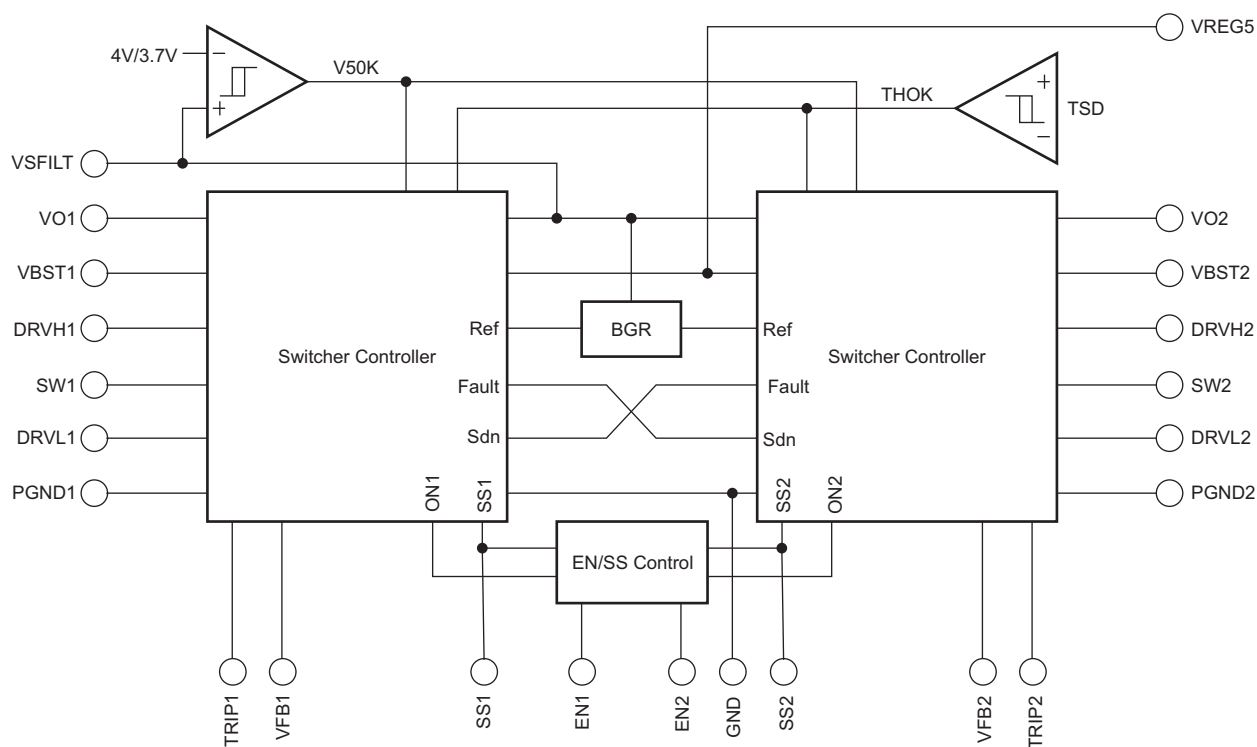 VREG5
4V/3.7V
−
+
V50K
THOK
+
−
TSD
VSFILT
VO1
VO2
VBST1
VBST2
DRVH1
Ref
BGR
Ref
DRVH2
Switcher Controller
Switcher Controller
SW1
Fault
Fault
SW2
DRVL1
Sdn
Sdn
DRVL2
PGND1
ON1
SS1
SS2
ON2
PGND2
EN/SS Control
TRIP1
VFB1
SS1
EN1
EN2
GND
SS2
VFB2
TRIP2